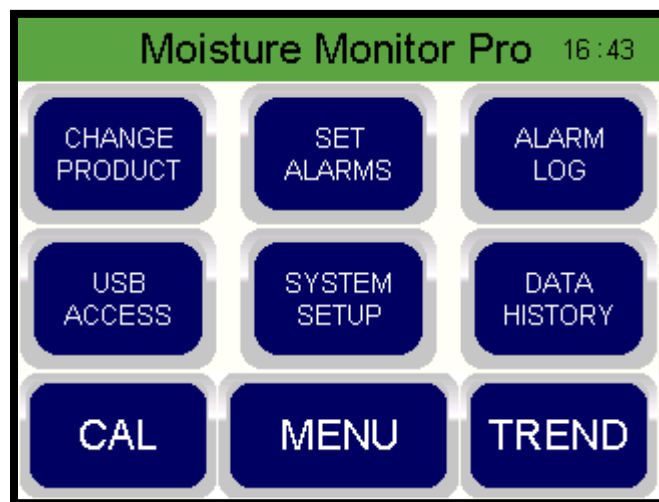 Moisture Monitor Pro 16:43
CHANGE
PRODUCT
SET
ALARMS
ALARM
LOG
USB
ACCESS
SYSTEM
SETUP
DATA
HISTORY
CAL
MENU
TREND